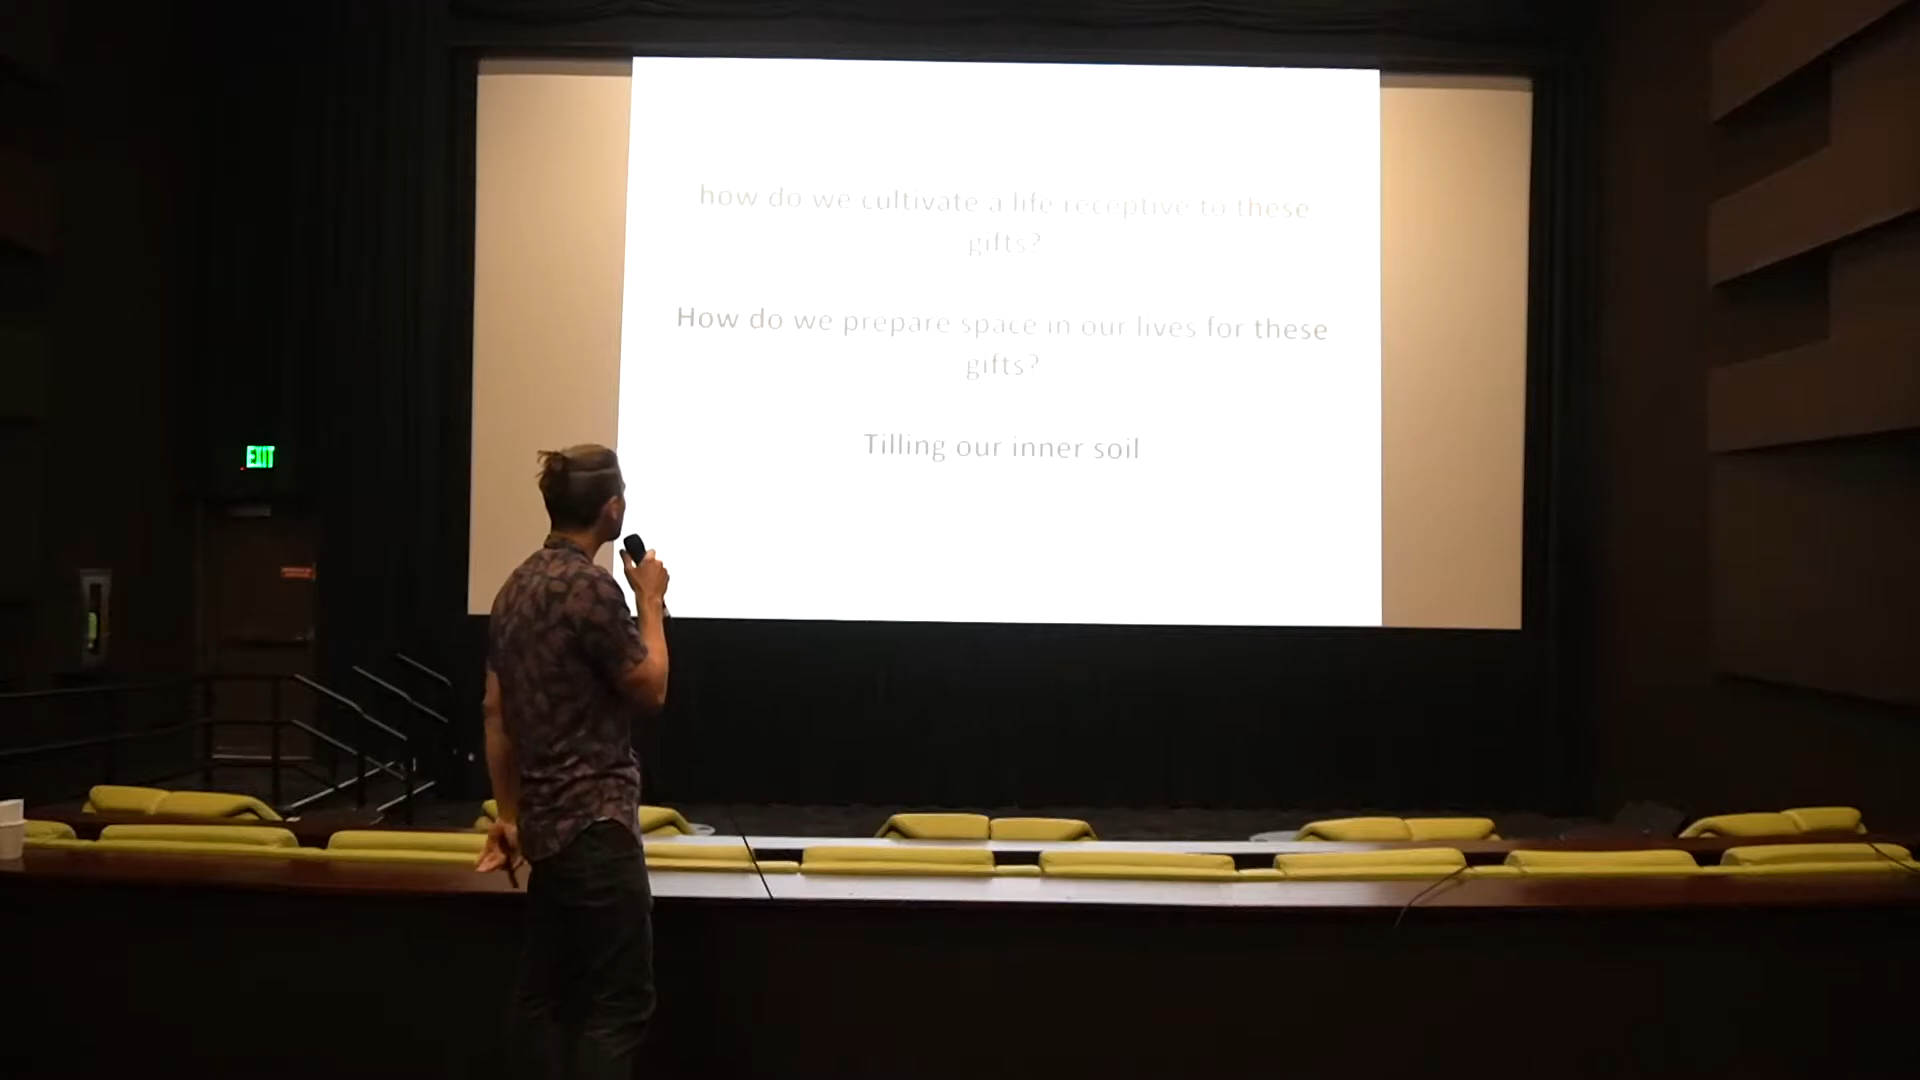 how do we cultivate a life receptive to these
gifts?
How do we prepare space in our lives for these
gifts?
Tilling our inner soil
EXIT